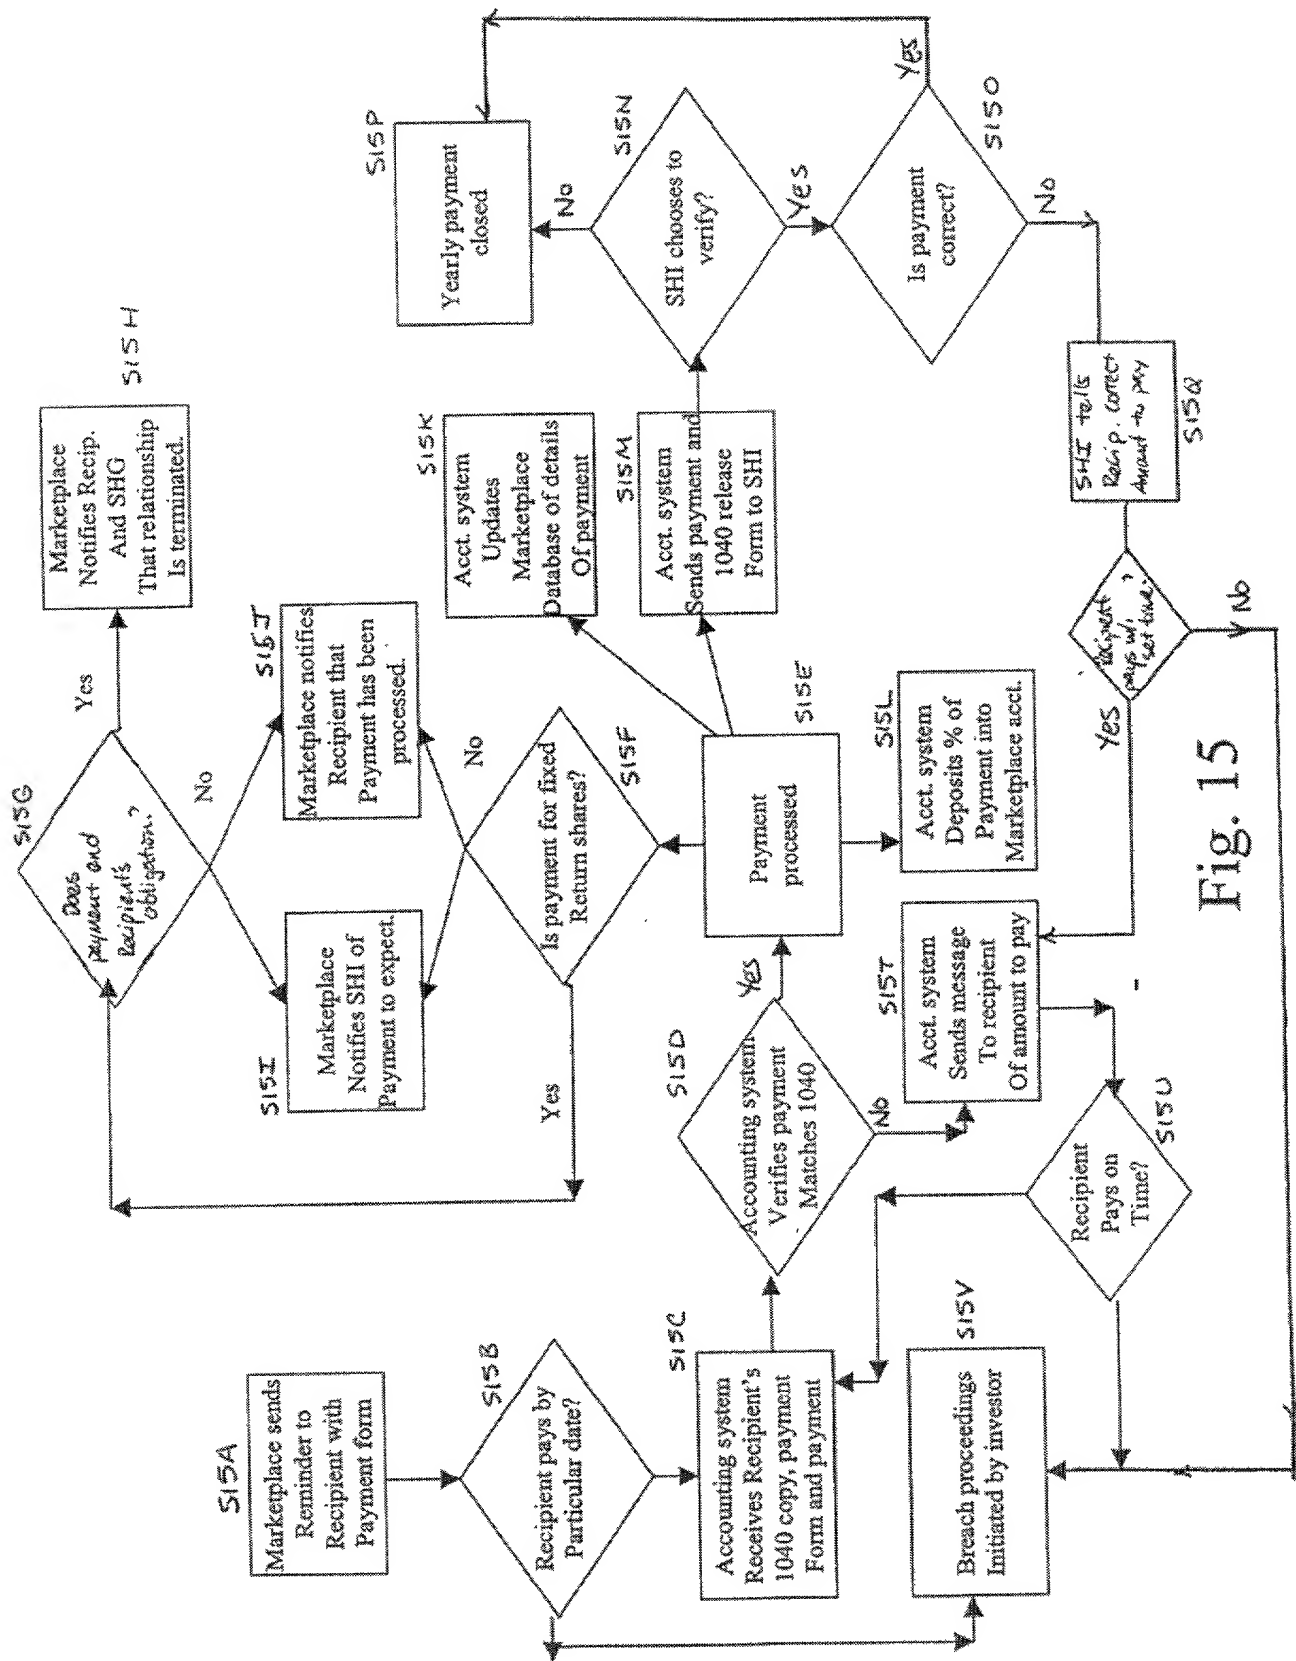 S15A
Marketplace sends
Reminder to
Recipient with
Payment form
S15B
Recipient pays by
Particular date?
S15C
Accounting system
Receives Recipient's
1040 copy, payment
Form and payment
S15V
Breach proceedings
Initiated by investor
S15G
Does
payment end
Recipient's
obligation?
Yes
No
S15H
Marketplace
Notifies Recip.
And SHG
That relationship
Is terminated.
S15I
Marketplace
Notifies SHI of
Payment to expect.
S15J
Marketplace notifies
Recipient that
Payment has been
processed.
Yes
No
S15F
Is payment for fixed
Return shares?
S15D
Accounting system
Verifies payment
Matches 1040
Yes
No
S15E
Payment
processed
S15K
Acct. system
Updates
Marketplace
Database of details
Of payment
S15M
Acct. system
Sends payment and
1040 release
Form to SHI
S15L
Acct. system
Deposits % of
Payment into
Marketplace acct.
S15T
Acct. system
Sends message
To recipient
Of amount to pay
S15U
Recipient
Pays on
Time?
S15P
Yearly payment
closed
No
S15N
SHI chooses to
verify?
Yes
Yes
S15O
Is payment
correct?
No
SHI tells
Recip. correct
Amount to pay
S15Q
recipient
pays w/i
set time?
Yes
No
Fig. 15